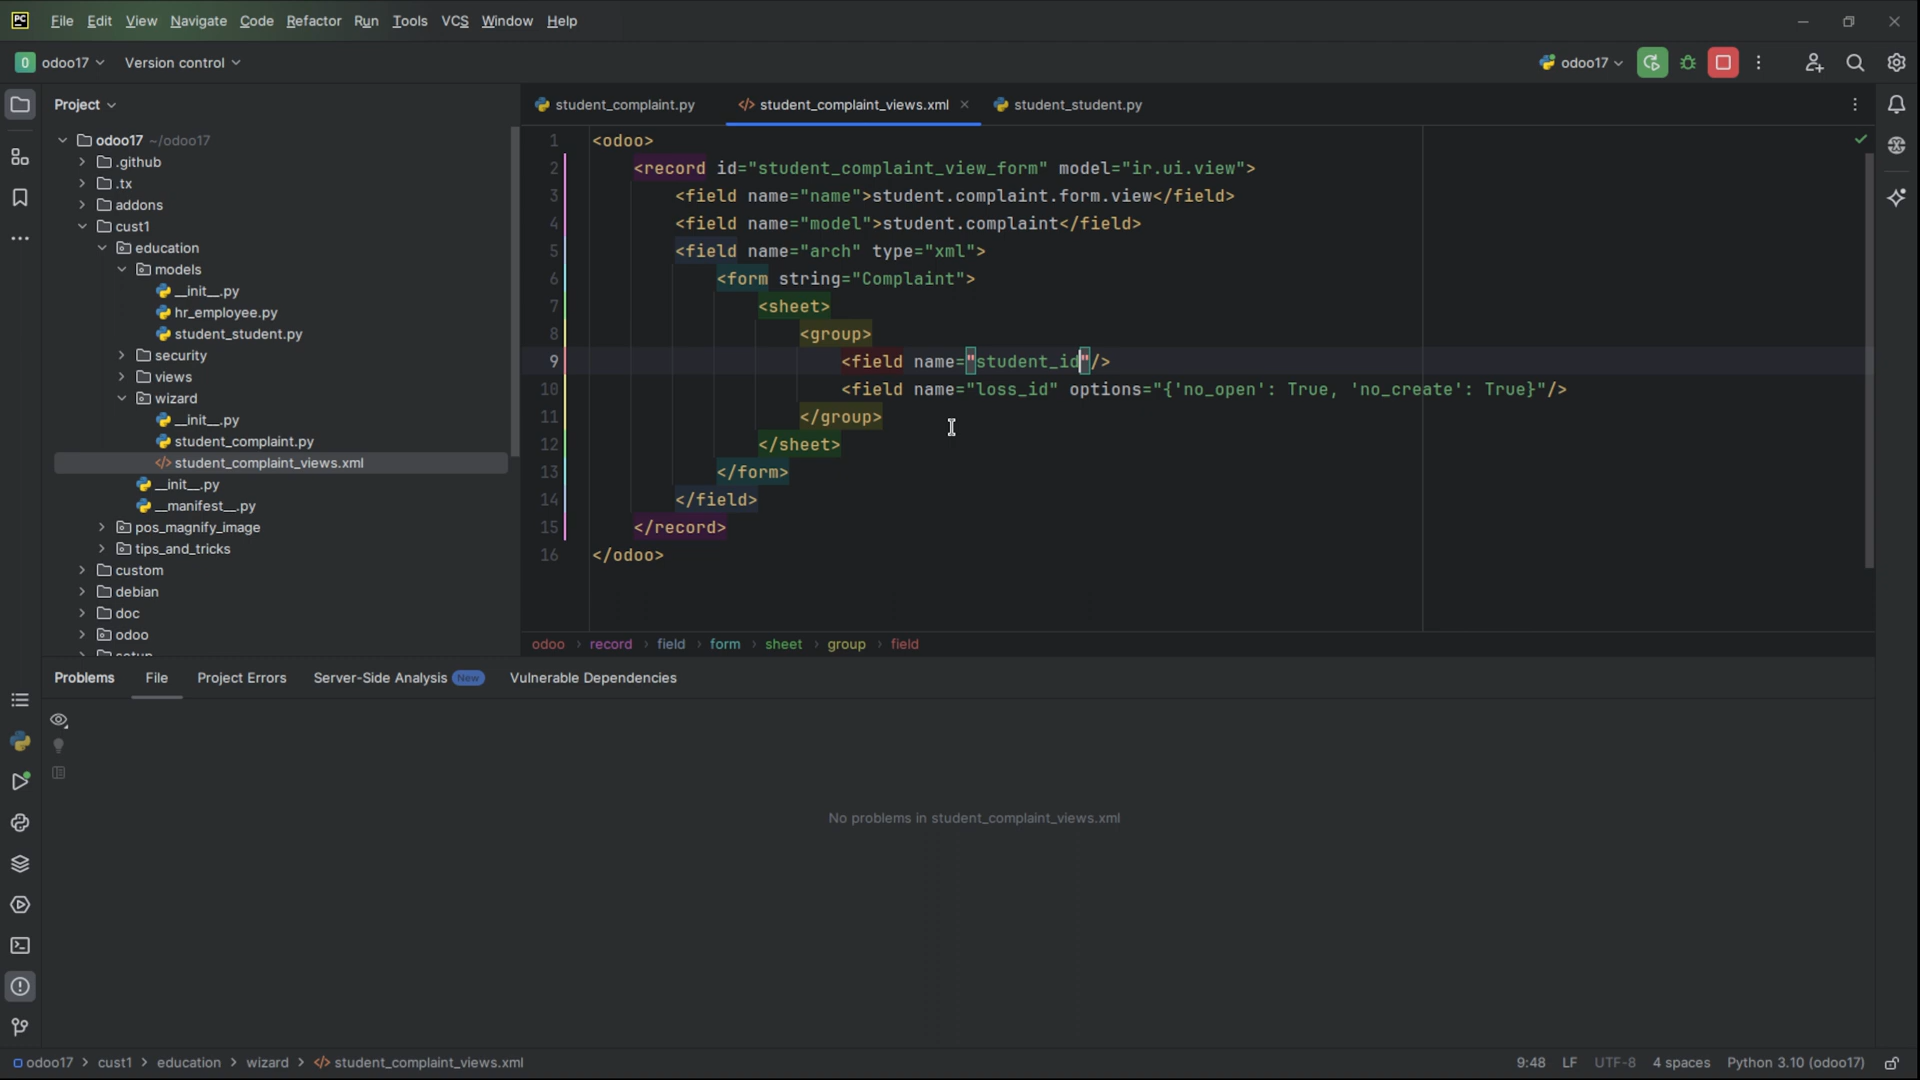 PC File Edit View Navigate Code Refactor Run Tools VCS Window Help
0 odoo17 Version control odoo17
Project
student_complaint.py student_complaint_views.xml student_student.py
odoo17 ~/odoo17
.github
.tx
addons
cust1
education
models
__init__.py
hr_employee.py
student_student.py
security
views
wizard
__init__.py
student_complaint.py
student_complaint_views.xml
__init__.py
__manifest__.py
pos_magnify_image
tips_and_tricks
custom
debian
doc
odoo
1 <odoo>
2 <record id="student_complaint_view_form" model="ir.ui.view">
3 <field name="name">student.complaint.form.view</field>
4 <field name="model">student.complaint</field>
5 <field name="arch" type="xml">
6 <form string="Complaint">
7 <sheet>
8 <group>
9 <field name="student_id"/>
10 <field name="loss_id" options="{'no_open': True, 'no_create': True}"/>
11 </group>
12 </sheet>
13 </form>
14 </field>
15 </record>
16 </odoo>
odoo › record › field › form › sheet › group › field
Problems File Project Errors Server-Side Analysis New Vulnerable Dependencies
No problems in student_complaint_views.xml
odoo17 > cust1 > education > wizard > </> student_complaint_views.xml
9:48 LF UTF-8 4 spaces Python 3.10 (odoo17)